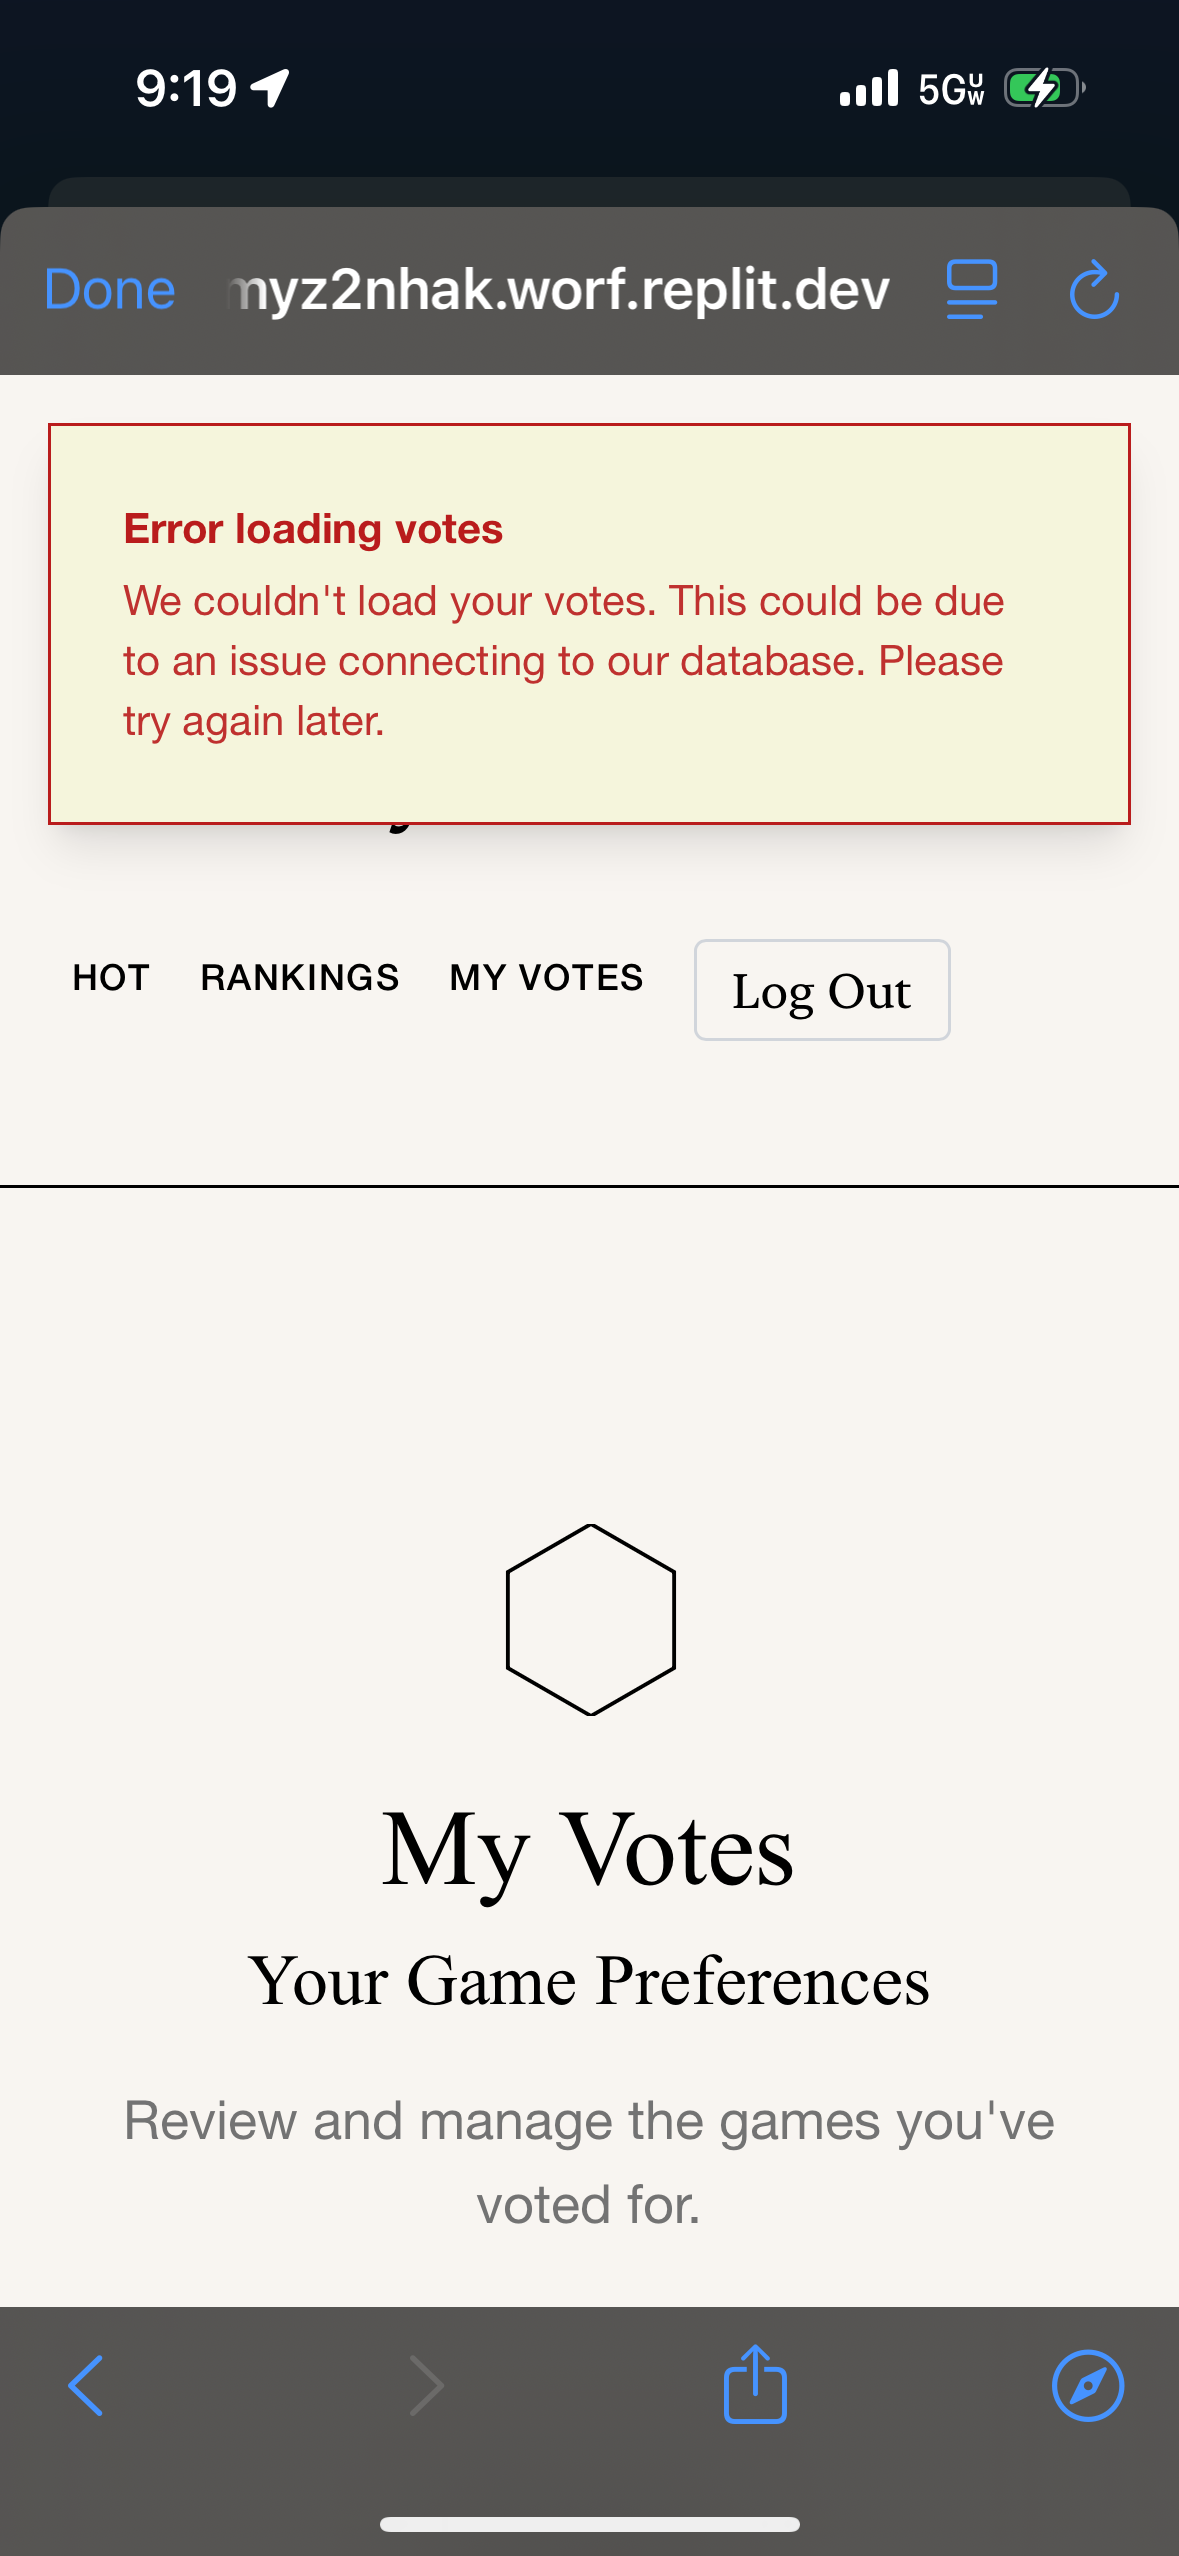 9:19
5G UW
Done
myz2nhak.worf.replit.dev
Error loading votes
We couldn't load your votes. This could be due
to an issue connecting to our database. Please
try again later.
HOT RANKINGS MY VOTES Log Out
My Votes
Your Game Preferences
Review and manage the games you've
voted for.